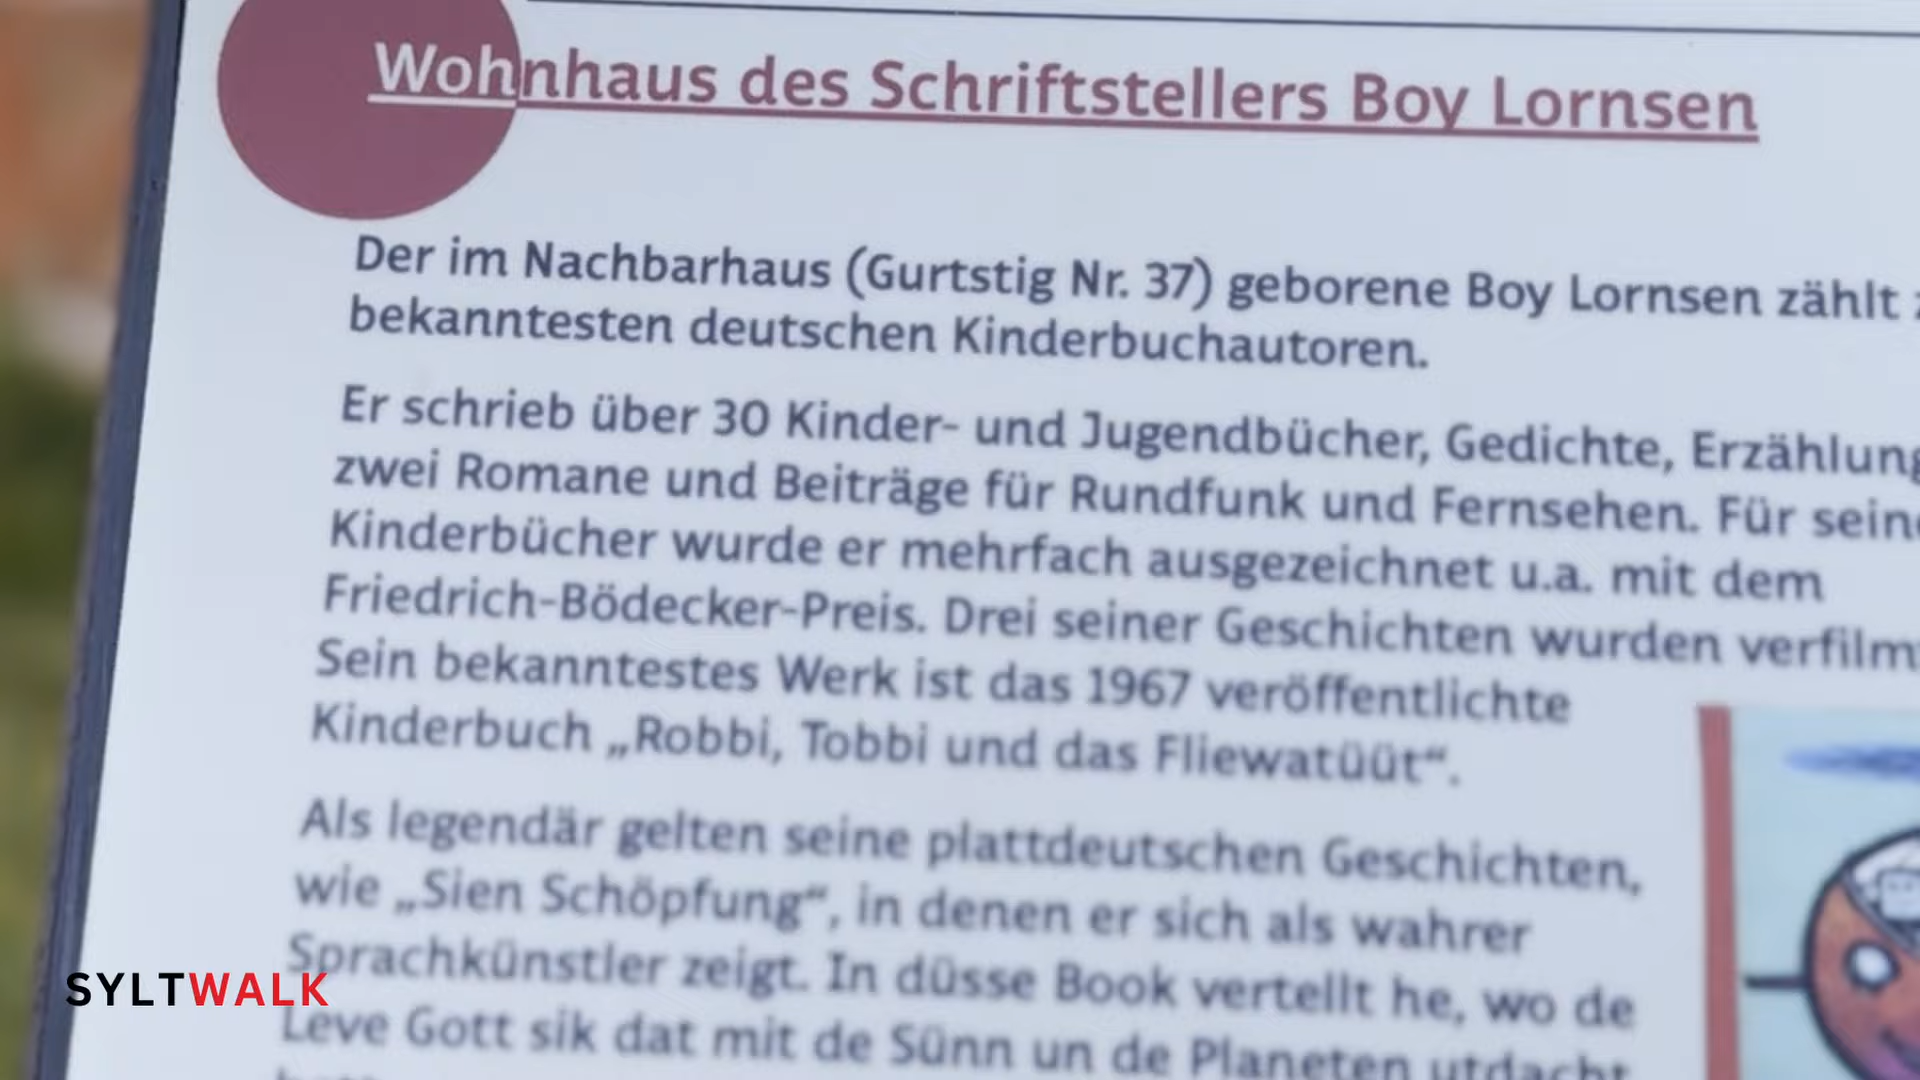 Wohnhaus des Schriftstellers Boy Lornsen
Der im Nachbarhaus (Gurtstig Nr. 37) geborene Boy Lornsen zählt
bekanntesten deutschen Kinderbuchautoren.
Er schrieb über 30 Kinder- und Jugendbücher, Gedichte, Erzählung
zwei Romane und Beiträge für Rundfunk und Fernsehen. Für seine
Kinderbücher wurde er mehrfach ausgezeichnet u.a. mit dem
Friedrich-Bödecker-Preis. Drei seiner Geschichten wurden verfilm
Sein bekanntestes Werk ist das 1967 veröffentlichte
Kinderbuch „Robbi, Tobbi und das Fliewatüüt“.
Als legendär gelten seine plattdeutschen Geschichten,
wie „Sien Schöpfung“, in denen er sich als wahrer
Sprachkünstler zeigt. In düsse Book vertellt he, wo de
Leve Gott sik dat mit de Sünn un de Planeten utdacht
SYLTWALK